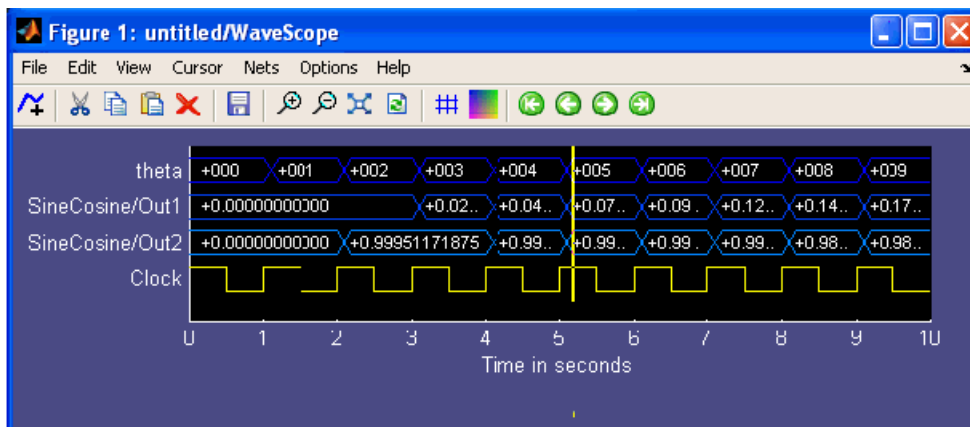 Figure 1: untitled/WaveScope
File Edit View Cursor Nets Options Help
theta +000 +001 +002 +003 +004 +005 +006 +007 +008 +009
SineCosine/Out1 +0.00000000000 +0.02.. +0.04.. +0.07.. +0.09 . +0.12.. +0.14.. +0.17..
SineCosine/Out2 +0.00000000000 +0.99951171875 +0.99.. +0.99.. +0.99 . +0.99.. +0.98.. +0.98..
Clock
0 1 2 3 4 5 6 7 8 9 10
Time in seconds